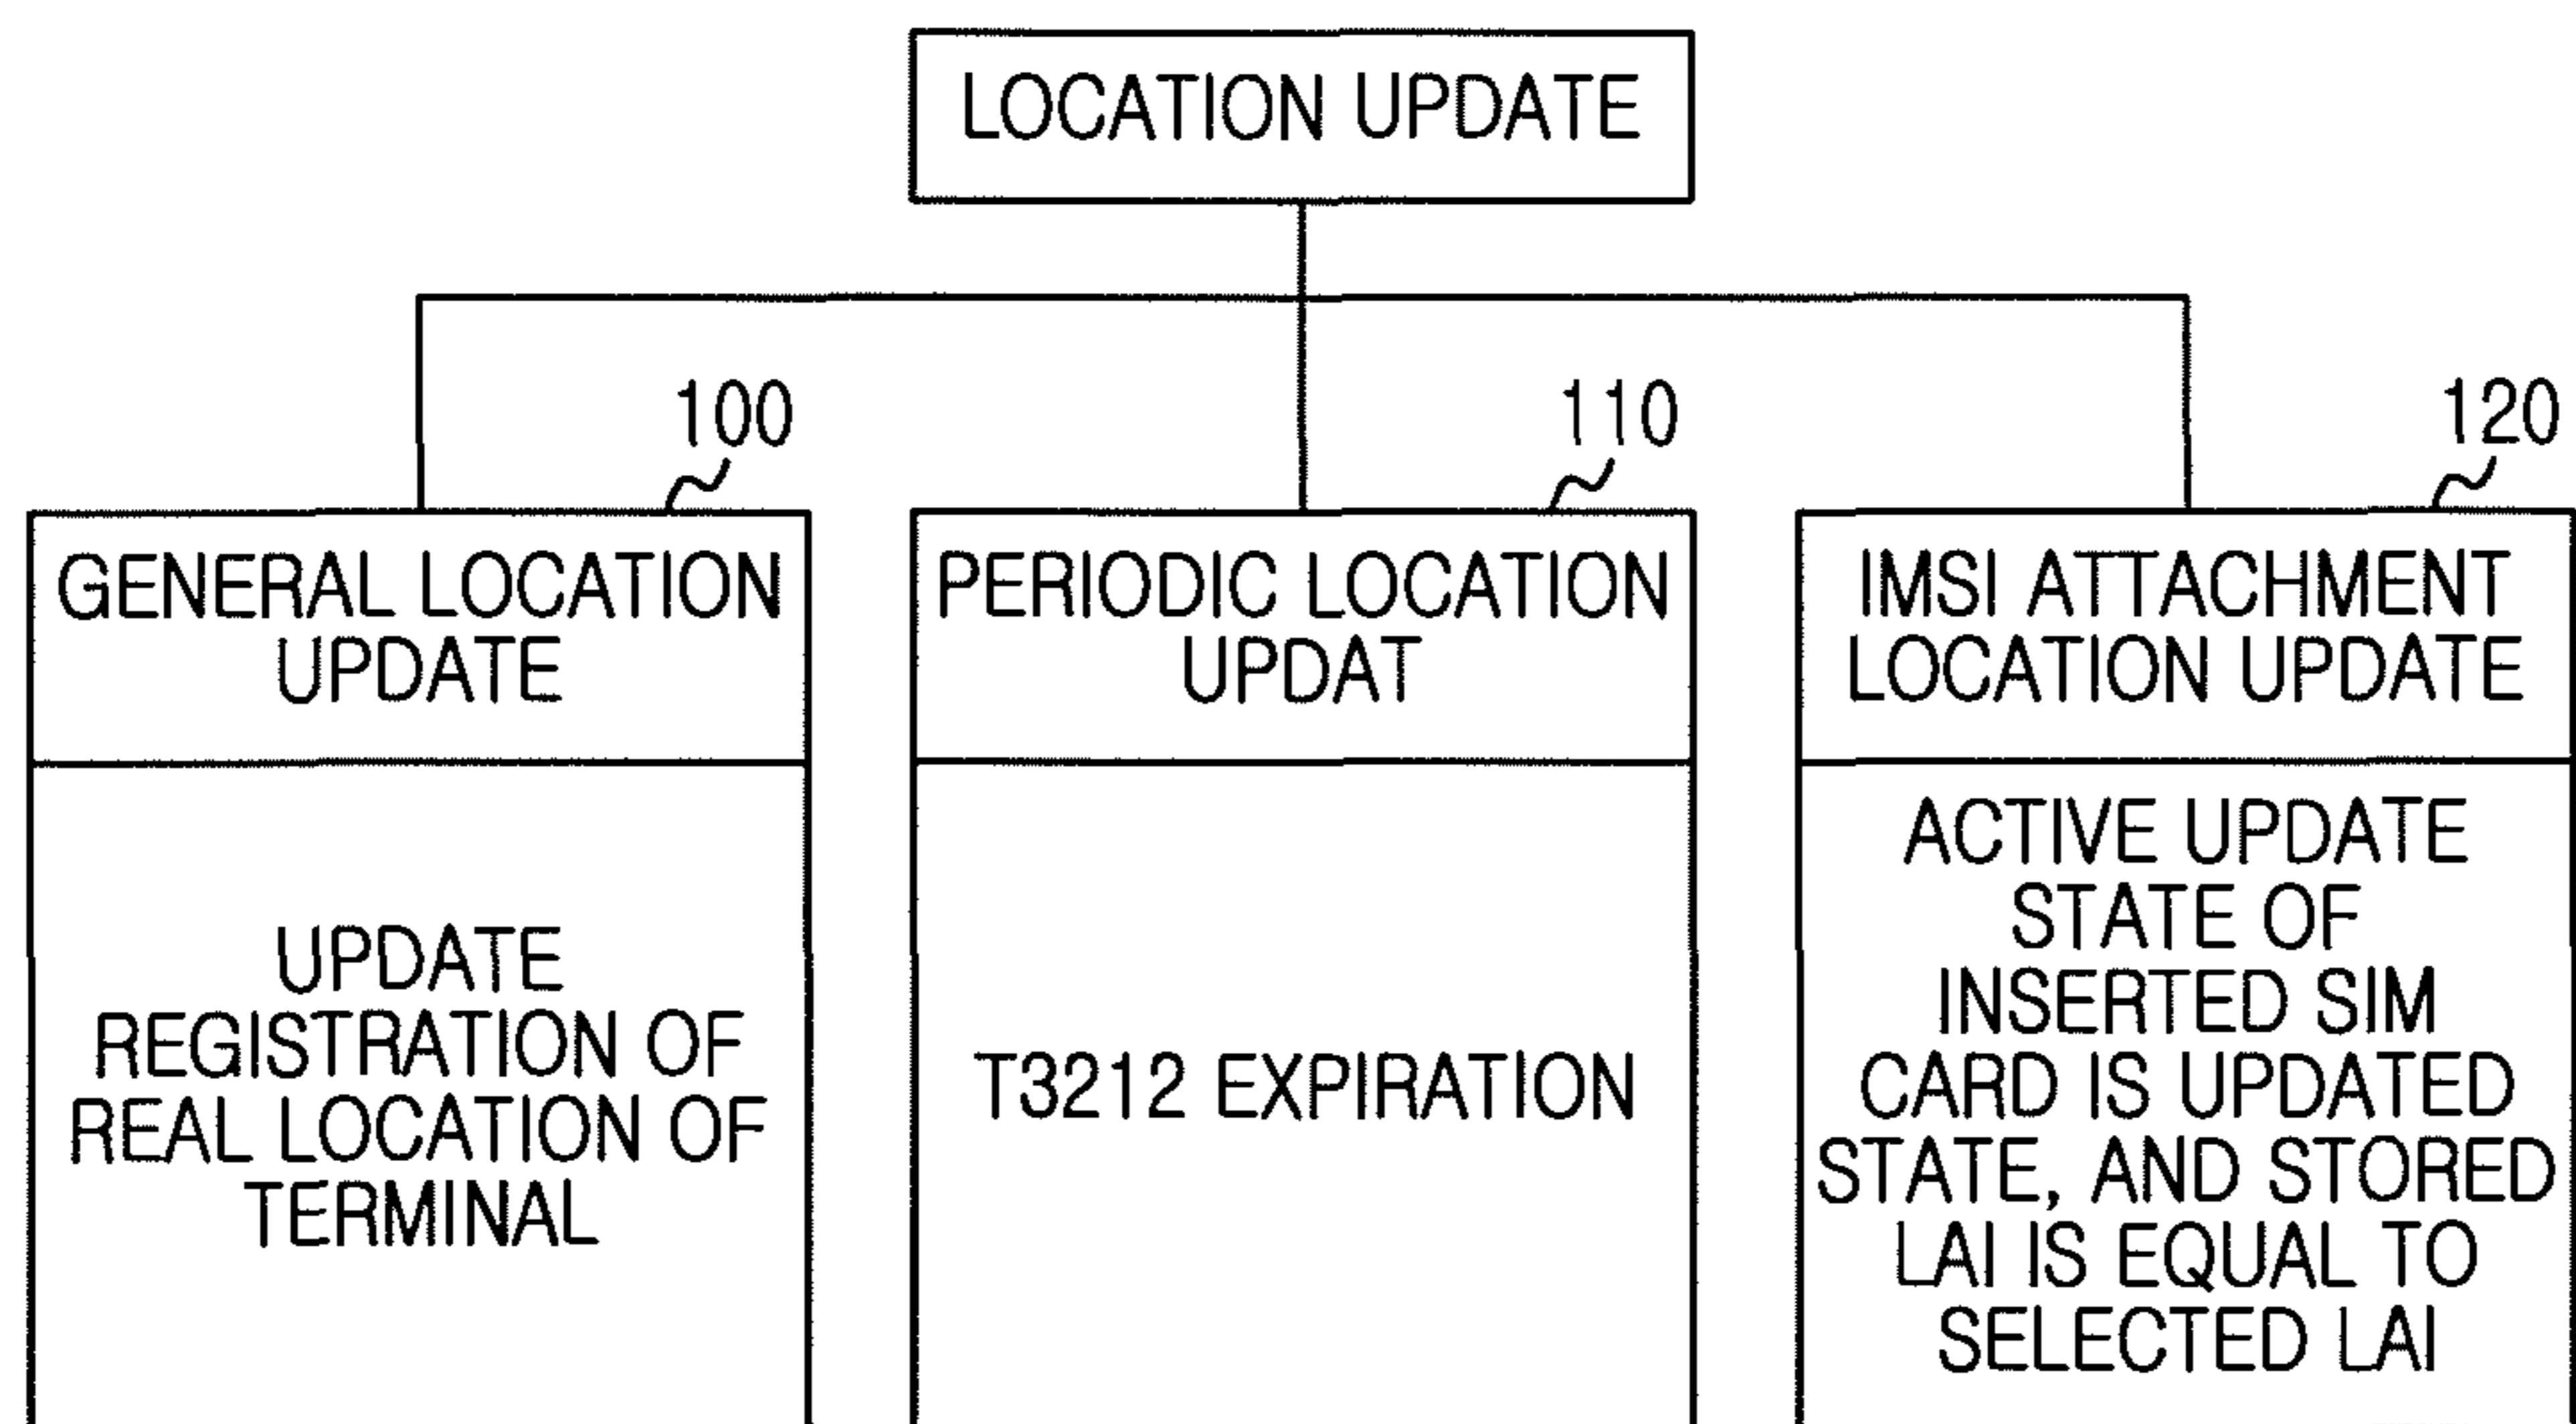 LOCATION UPDATE
100
110
120
GENERAL LOCATION
UPDATE
PERIODIC LOCATION
UPDAT
IMSI ATTACHMENT
LOCATION UPDATE
UPDATE
REGISTRATION OF
REAL LOCATION OF
TERMINAL
T3212 EXPIRATION
ACTIVE UPDATE
STATE OF
INSERTED SIM
CARD IS UPDATED
STATE, AND STORED
LAI IS EQUAL TO
SELECTED LAI